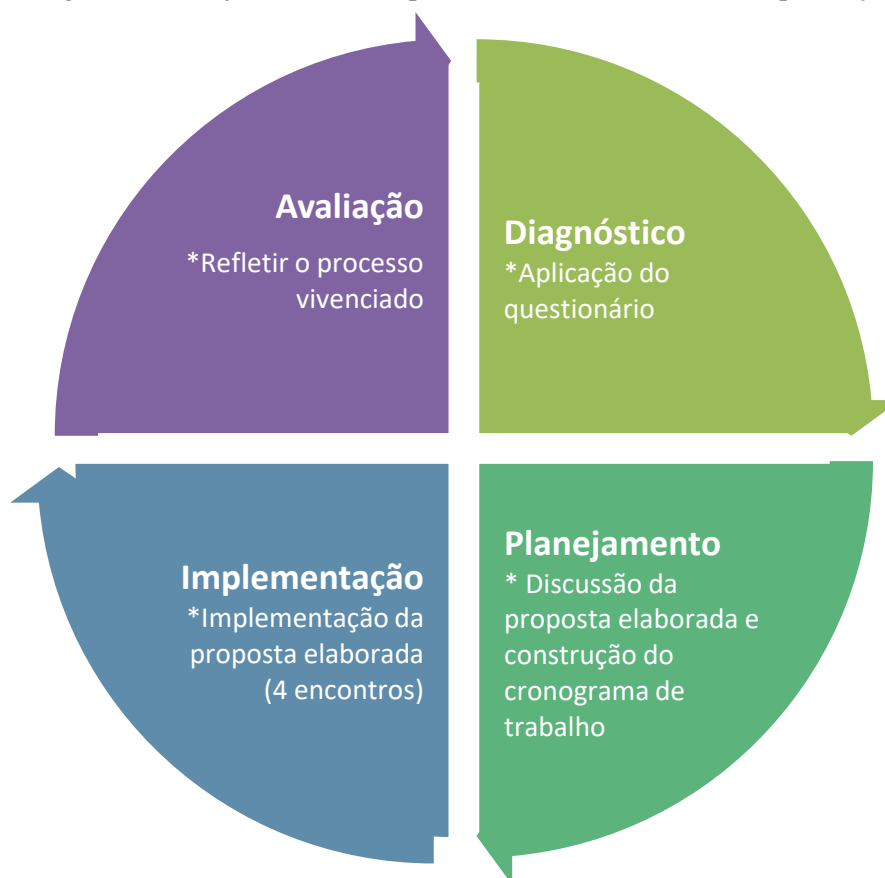 Avaliação
*Refletir o processo
vivenciado
Diagnóstico
*Aplicação do
questionário
Implementação
*Implementação da
proposta elaborada
(4 encontros)
Planejamento
* Discussão da
proposta elaborada e
construção do
cronograma de
trabalho